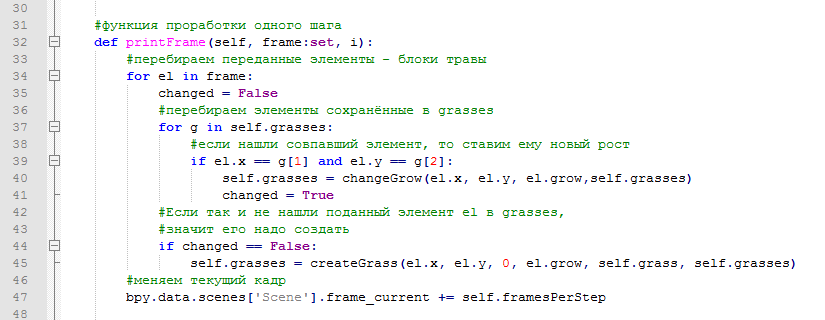 30
31 #функция проработки одного шага
32 def printFrame(self, frame:set, i):
33 #перебираем переданные элементы - блоки травы
34 for el in frame:
35 changed = False
36 #перебираем элементы сохранённые в grasses
37 for g in self.grasses:
38 #если нашли совпавший элемент, то ставим ему новый рост
39 if el.x == g[1] and el.y == g[2]:
40 self.grasses = changeGrow(el.x, el.y, el.grow,self.grasses)
41 changed = True
42 #Если так и не нашли поданный элемент el в grasses,
43 #значит его надо создать
44 if changed == False:
45 self.grasses = createGrass(el.x, el.y, 0, el.grow, self.grass, self.grasses)
46 #меняем текущий кадр
47 bpy.data.scenes['Scene'].frame_current += self.framesPerStep
48